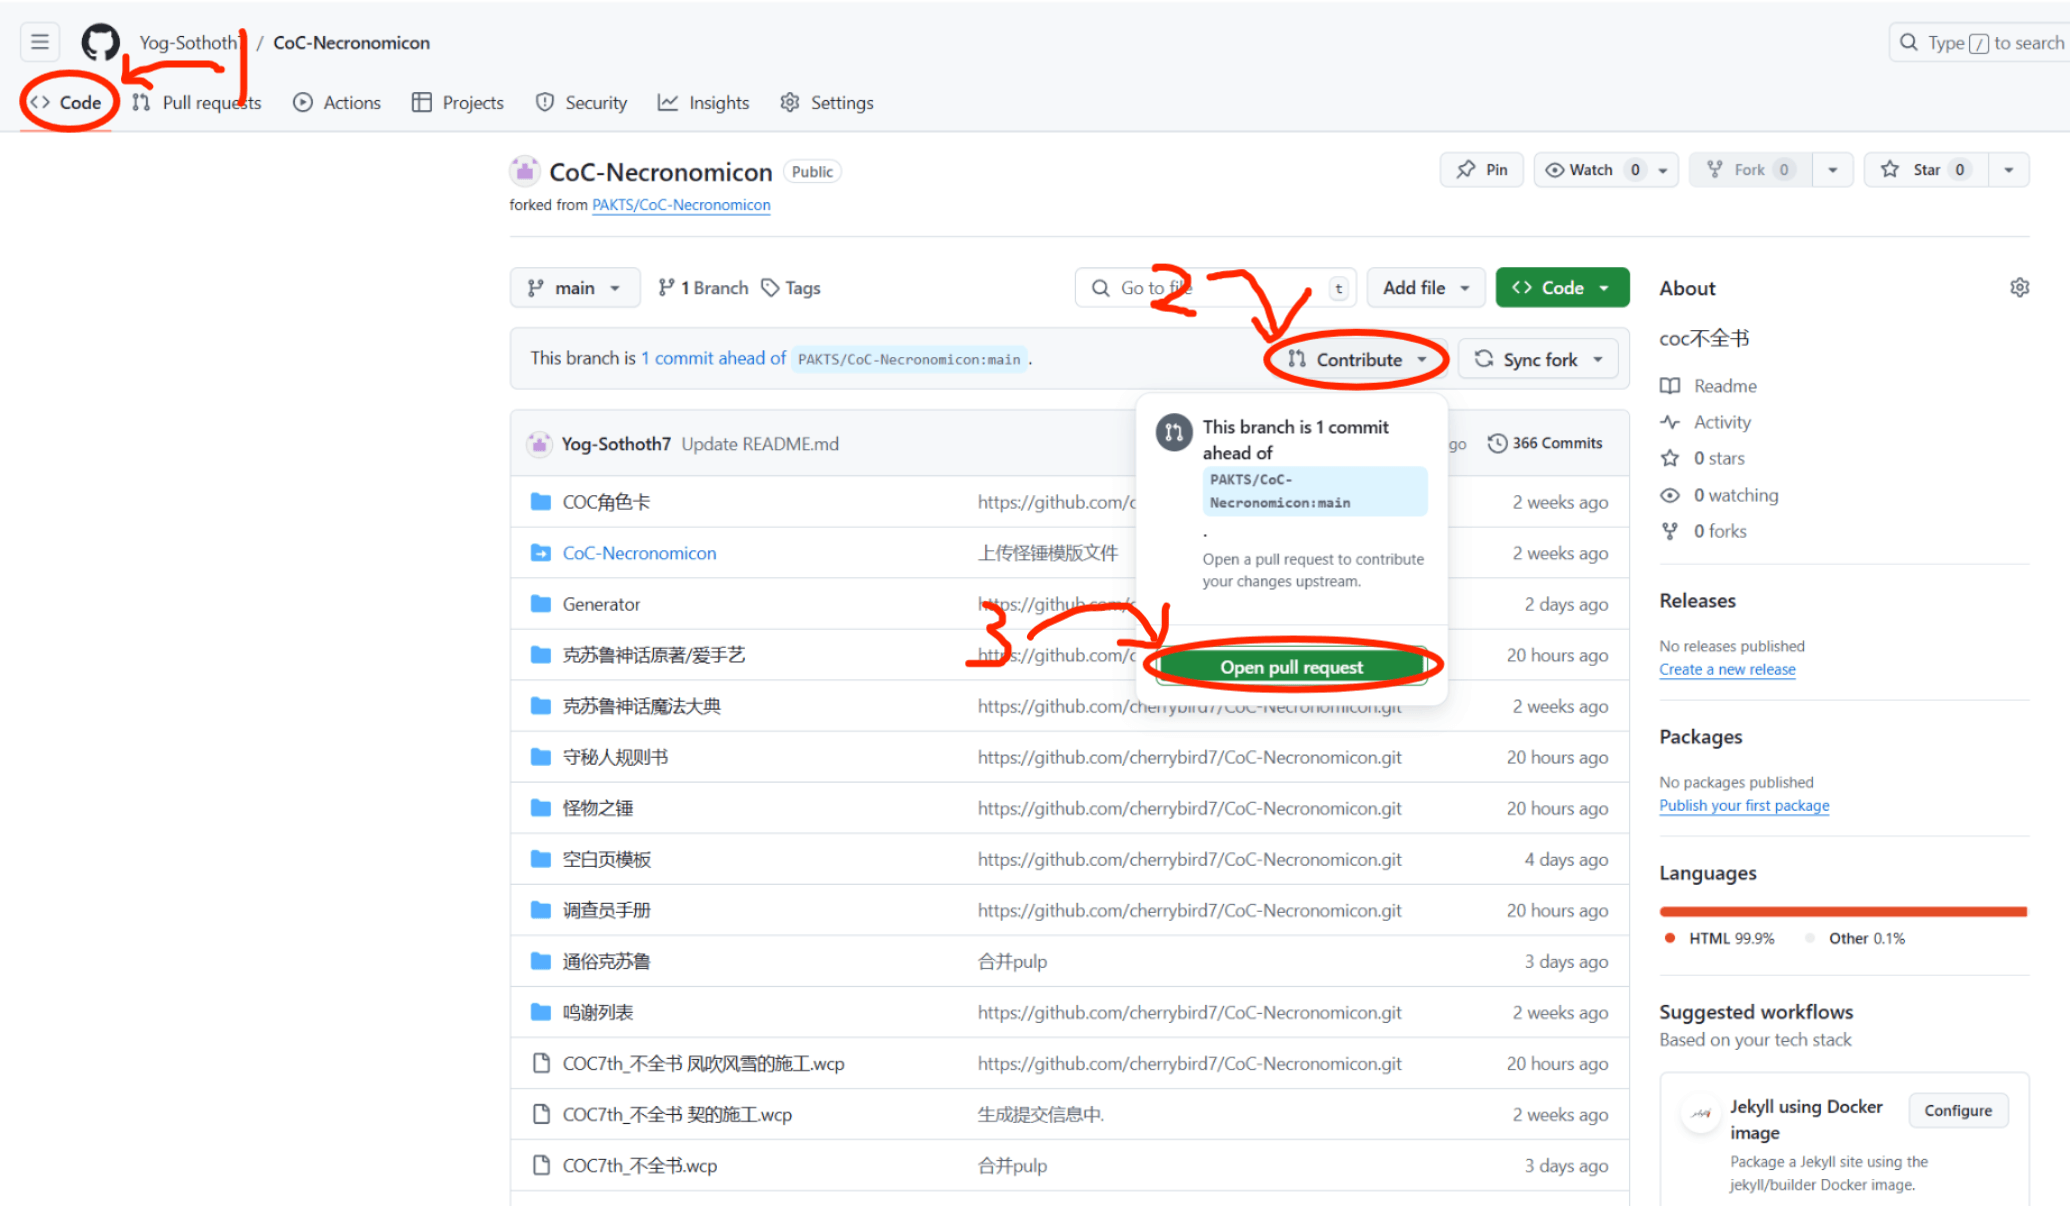 Yog-Sothoth7 / CoC-Necronomicon
Type / to search
1
Code Pull requests Actions Projects Security Insights Settings
CoC-Necronomicon Public
Pin Watch 0 Fork 0 Star 0
forked from PAKTS/CoC-Necronomicon
main 1 Branch Tags
Go to file t Add file Code
2
This branch is 1 commit ahead of PAKTS/CoC-Necronomicon:main .
Contribute Sync fork
This branch is 1 commit
ahead of
PAKTS/CoC-
Necronomicon:main
.
Open a pull request to contribute
your changes upstream.
3
Open pull request
Yog-Sothoth7 Update README.md go 366 Commits
COC角色卡 https://github.com/c 2 weeks ago
CoC-Necronomicon 上传怪锤模版文件 2 weeks ago
Generator https://github.com/c 2 days ago
克苏鲁神话原著/爱手艺 https://github.com/c 20 hours ago
克苏鲁神话魔法大典 https://github.com/cherrybird7/CoC-Necronomicon.git 2 weeks ago
守秘人规则书 https://github.com/cherrybird7/CoC-Necronomicon.git 20 hours ago
怪物之锤 https://github.com/cherrybird7/CoC-Necronomicon.git 20 hours ago
空白页模板 https://github.com/cherrybird7/CoC-Necronomicon.git 4 days ago
调查员手册 https://github.com/cherrybird7/CoC-Necronomicon.git 20 hours ago
通俗克苏鲁 合并pulp 3 days ago
鸣谢列表 https://github.com/cherrybird7/CoC-Necronomicon.git 2 weeks ago
COC7th_不全书 凤吹风雪的施工.wcp https://github.com/cherrybird7/CoC-Necronomicon.git 20 hours ago
COC7th_不全书 契的施工.wcp 生成提交信息中. 2 weeks ago
COC7th_不全书.wcp 合并pulp 3 days ago
About
coc不全书
Readme
Activity
0 stars
0 watching
0 forks
Releases
No releases published
Create a new release
Packages
No packages published
Publish your first package
Languages
HTML 99.9% Other 0.1%
Suggested workflows
Based on your tech stack
Jekyll using Docker
image
Configure
Package a Jekyll site using the
jekyll/builder Docker image.